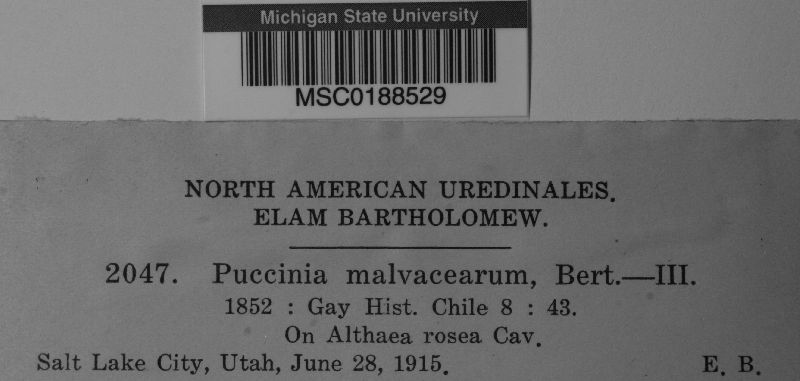 Michigan State University
MSC0188529
NORTH AMERICAN UREDINALES.
ELAM BARTHOLOMEW.
2047. Puccinia malvacearum, Bert.—III.
1852 : Gay Hist. Chile 8 : 43.
On Althaea rosea Cav.
Salt Lake City, Utah, June 28, 1915. E. B.